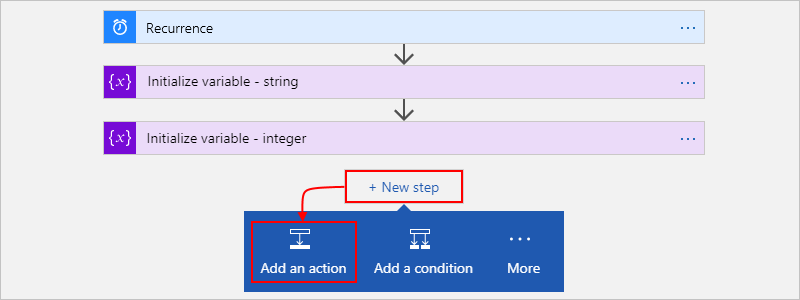 Recurrence
...
{x} Initialize variable - string
...
{x} Initialize variable - integer
...
+ New step
...
Add an action Add a condition More